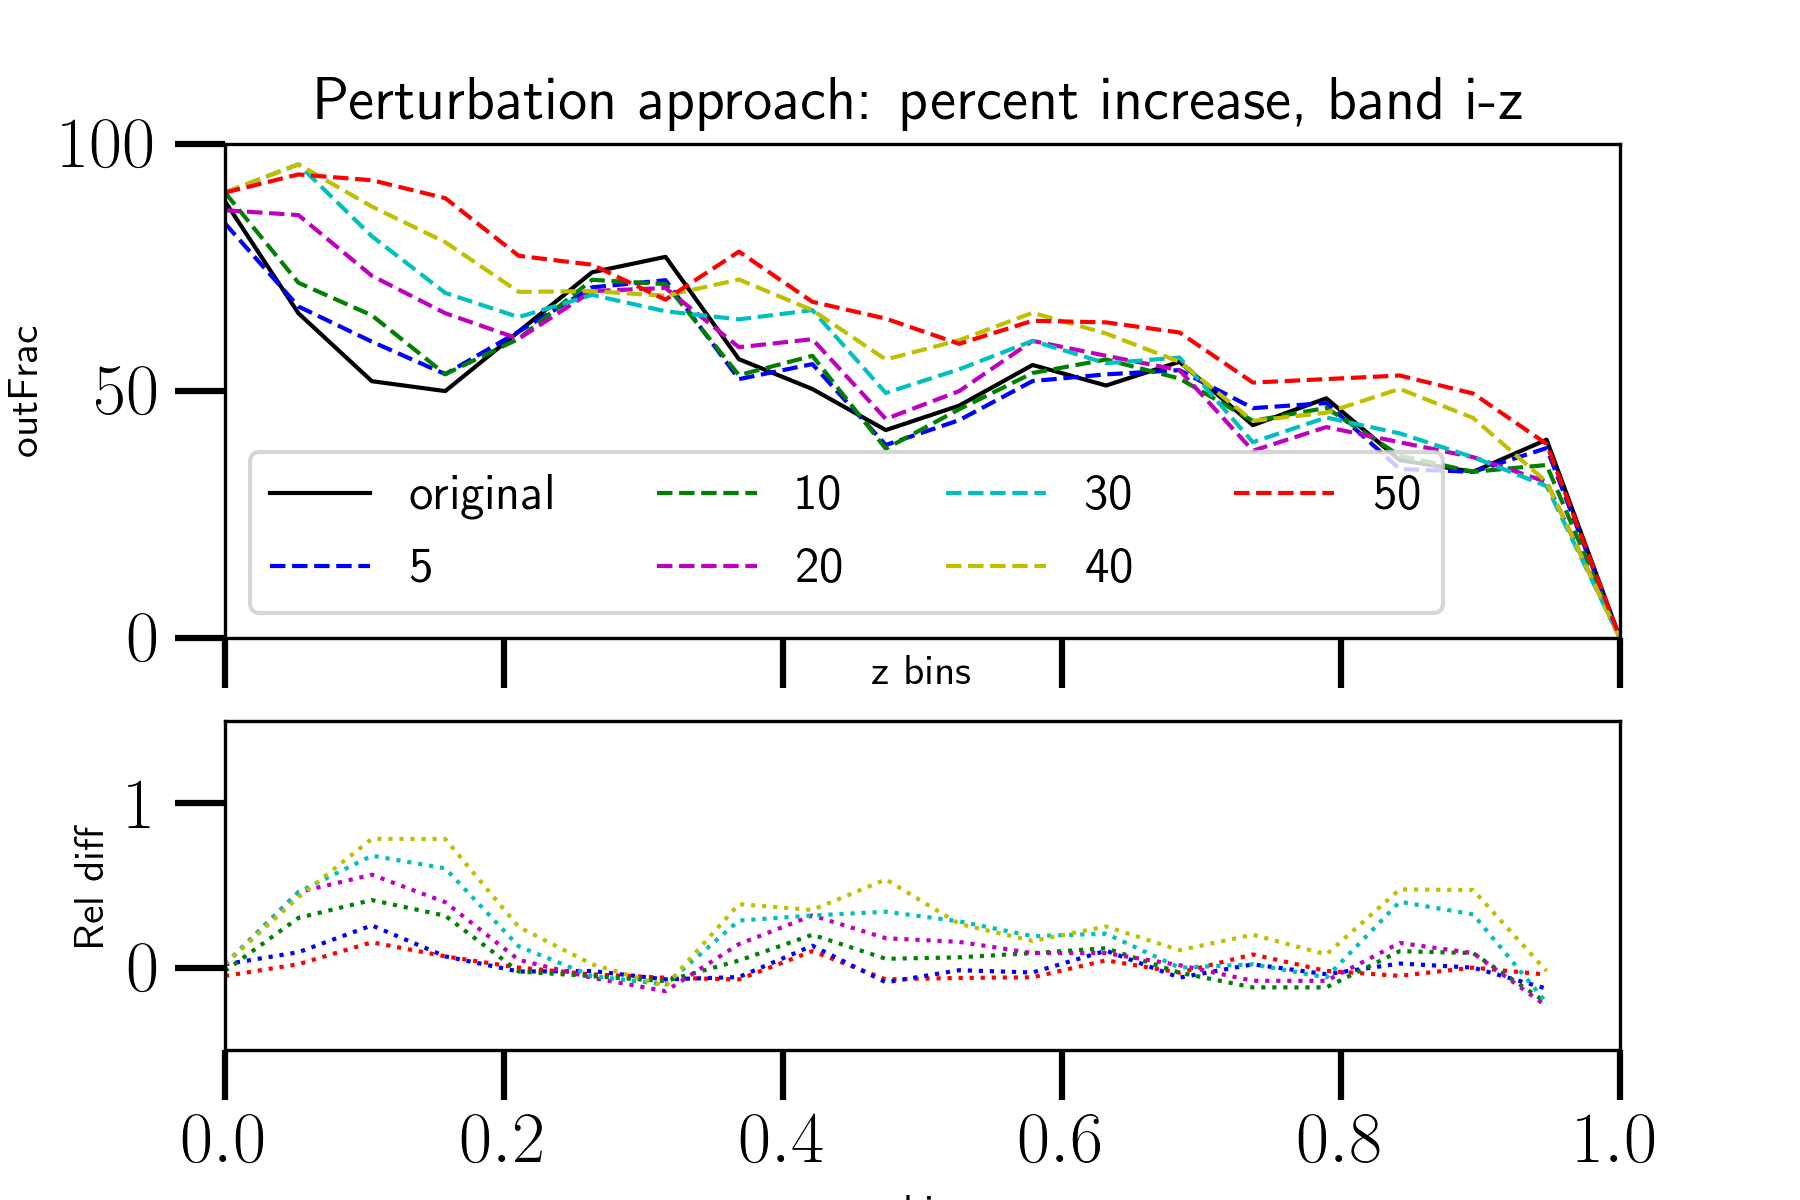 Perturbation approach: percent increase, band i-z
100
50
0
outFrac
original 10 30 50
5 20 40
z bins
1
0
Rel diff
0.0 0.2 0.4 0.6 0.8 1.0